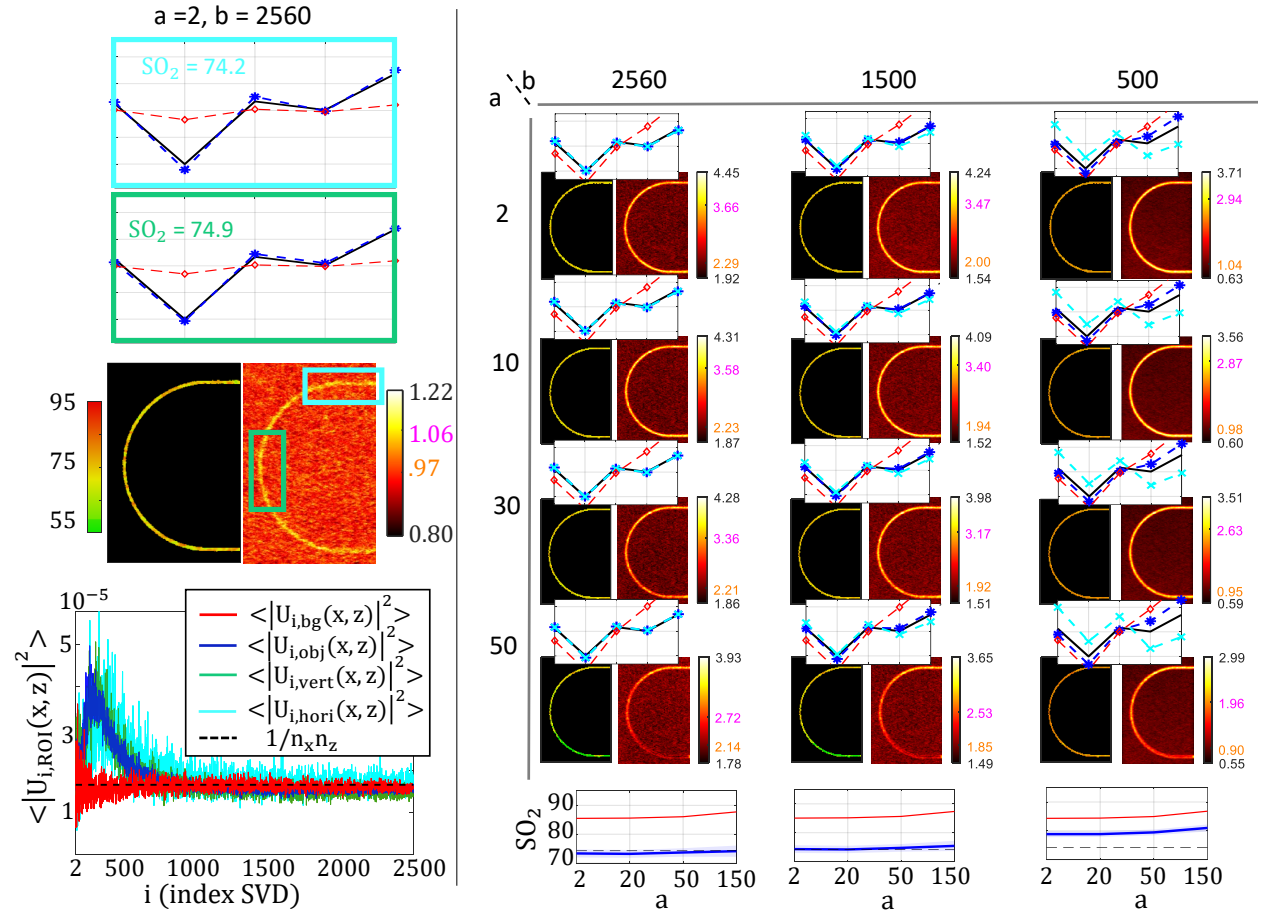 a =2, b = 2560
SO2 = 74.2
SO2 = 74.9
95
75
55
1.22
1.06
.97
0.80
10-5
5
3
1
<|Ui,ROI(x, z)|2>
<|Ui,bg(x, z)|2>
<|Ui,obj(x, z)|2>
<|Ui,vert(x, z)|2>
<|Ui,hori(x, z)|2>
1/nxnz
2 500 1000 1500 2000 2500
i (index SVD)
b 2560 1500 500
a
2
4.45 4.24 3.71
3.66 3.47 2.94
2.29 2.00 1.04
1.92 1.54 0.63
10
4.31 4.09 3.56
3.58 3.40 2.87
2.23 1.94 0.98
1.87 1.52 0.60
30
4.28 3.98 3.51
3.36 3.17 2.63
2.14 1.92 0.95
1.86 1.51 0.59
50
3.93 3.65 2.99
2.72 2.53 1.96
2.14 1.85 0.90
1.78 1.49 0.55
SO2
90
80
70
2 20 50 150 2 20 50 150 2 20 50 150
a a a